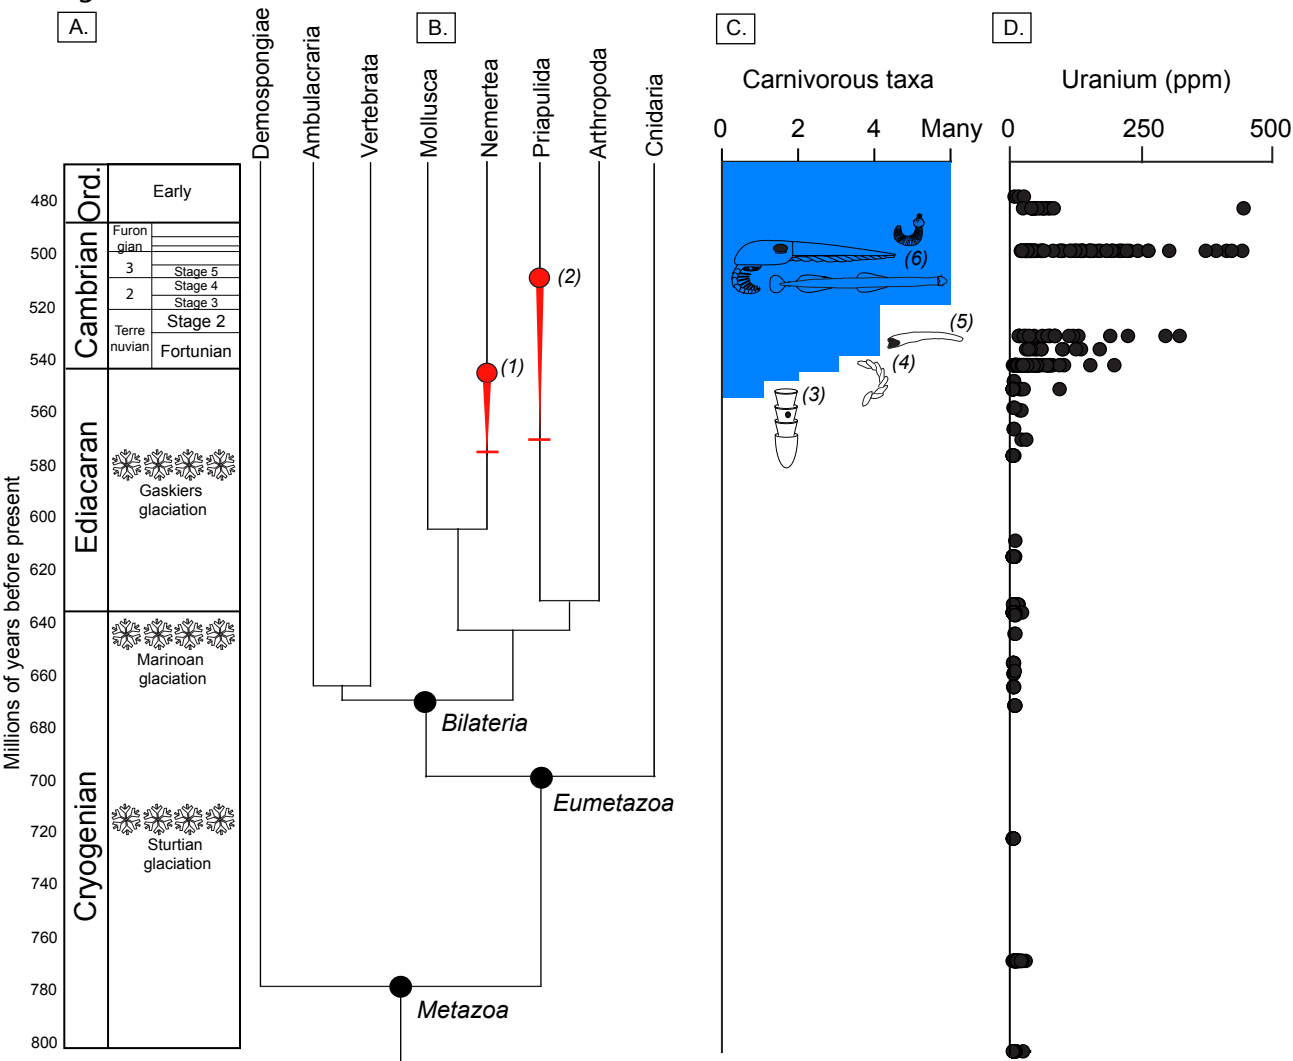 A.
B.
C.
D.
Demospongiae
Ambulacraria
Vertebrata
Mollusca
Nemertea
Priapulida
Arthropoda
Cnidaria
Carnivorous taxa
0 2 4 Many
Uranium (ppm)
0 250 500
Millions of years before present
480
500
520
540
560
580
600
620
640
660
680
700
720
740
760
780
800
Ord.
Cambrian
Ediacaran
Cryogenian
Early
Furon
gian
3
Stage 5
2
Stage 4
Stage 3
Terre
nuvian
Stage 2
Fortunian
Gaskiers
glaciation
Marinoan
glaciation
Sturtian
glaciation
(1)
(2)
Bilateria
Eumetazoa
Metazoa
(3)
(4)
(5)
(6)